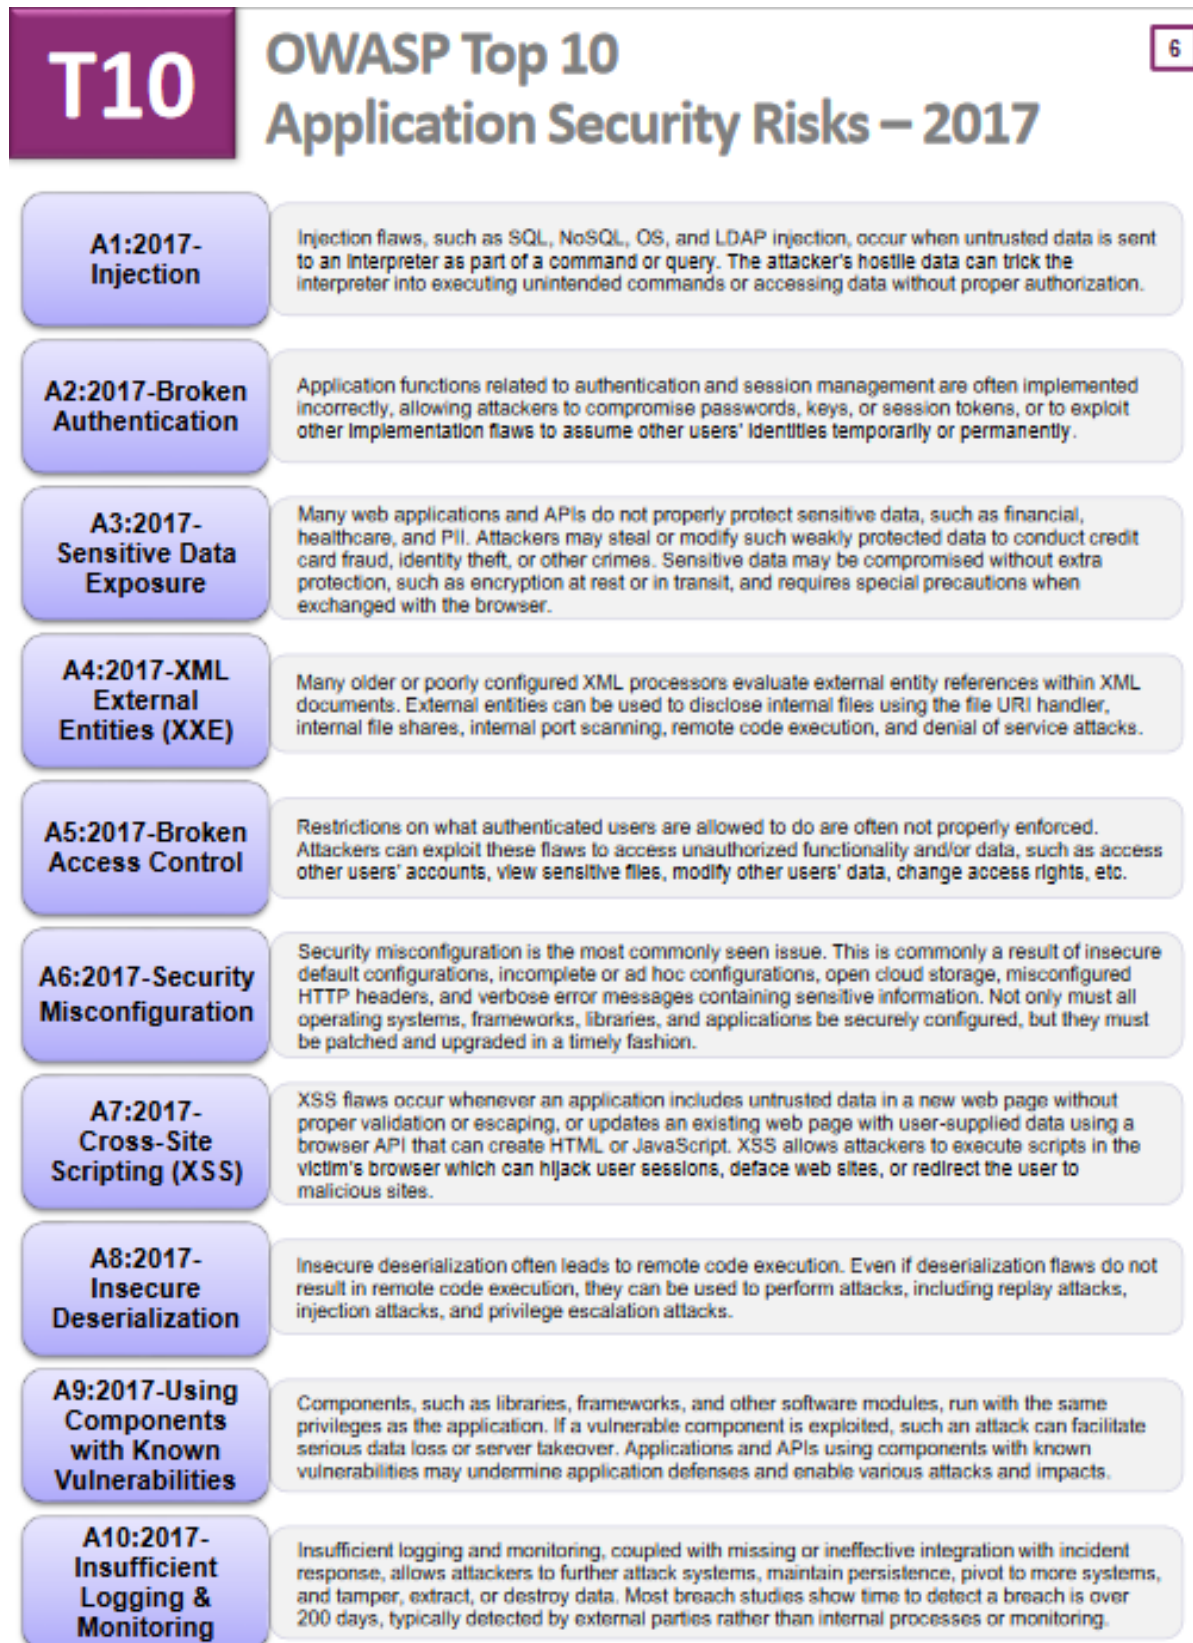 T10
OWASP Top 10
Application Security Risks – 2017
6
A1:2017-
Injection
Injection flaws, such as SQL, NoSQL, OS, and LDAP injection, occur when untrusted data is sent
to an interpreter as part of a command or query. The attacker's hostile data can trick the
interpreter into executing unintended commands or accessing data without proper authorization.
A2:2017-Broken
Authentication
Application functions related to authentication and session management are often implemented
incorrectly, allowing attackers to compromise passwords, keys, or session tokens, or to exploit
other implementation flaws to assume other users' identities temporarily or permanently.
A3:2017-
Sensitive Data
Exposure
Many web applications and APIs do not properly protect sensitive data, such as financial,
healthcare, and PII. Attackers may steal or modify such weakly protected data to conduct credit
card fraud, identity theft, or other crimes. Sensitive data may be compromised without extra
protection, such as encryption at rest or in transit, and requires special precautions when
exchanged with the browser.
A4:2017-XML
External
Entities (XXE)
Many older or poorly configured XML processors evaluate external entity references within XML
documents. External entities can be used to disclose internal files using the file URI handler,
internal file shares, internal port scanning, remote code execution, and denial of service attacks.
A5:2017-Broken
Access Control
Restrictions on what authenticated users are allowed to do are often not properly enforced.
Attackers can exploit these flaws to access unauthorized functionality and/or data, such as access
other users' accounts, view sensitive files, modify other users' data, change access rights, etc.
A6:2017-Security
Misconfiguration
Security misconfiguration is the most commonly seen issue. This is commonly a result of insecure
default configurations, incomplete or ad hoc configurations, open cloud storage, misconfigured
HTTP headers, and verbose error messages containing sensitive information. Not only must all
operating systems, frameworks, libraries, and applications be securely configured, but they must
be patched and upgraded in a timely fashion.
A7:2017-
Cross-Site
Scripting (XSS)
XSS flaws occur whenever an application includes untrusted data in a new web page without
proper validation or escaping, or updates an existing web page with user-supplied data using a
browser API that can create HTML or JavaScript. XSS allows attackers to execute scripts in the
victim's browser which can hijack user sessions, deface web sites, or redirect the user to
malicious sites.
A8:2017-
Insecure
Deserialization
Insecure deserialization often leads to remote code execution. Even if deserialization flaws do not
result in remote code execution, they can be used to perform attacks, including replay attacks,
injection attacks, and privilege escalation attacks.
A9:2017-Using
Components
with Known
Vulnerabilities
Components, such as libraries, frameworks, and other software modules, run with the same
privileges as the application. If a vulnerable component is exploited, such an attack can facilitate
serious data loss or server takeover. Applications and APIs using components with known
vulnerabilities may undermine application defenses and enable various attacks and impacts.
A10:2017-
Insufficient
Logging &
Monitoring
Insufficient logging and monitoring, coupled with missing or ineffective integration with incident
response, allows attackers to further attack systems, maintain persistence, pivot to more systems,
and tamper, extract, or destroy data. Most breach studies show time to detect a breach is over
200 days, typically detected by external parties rather than internal processes or monitoring.